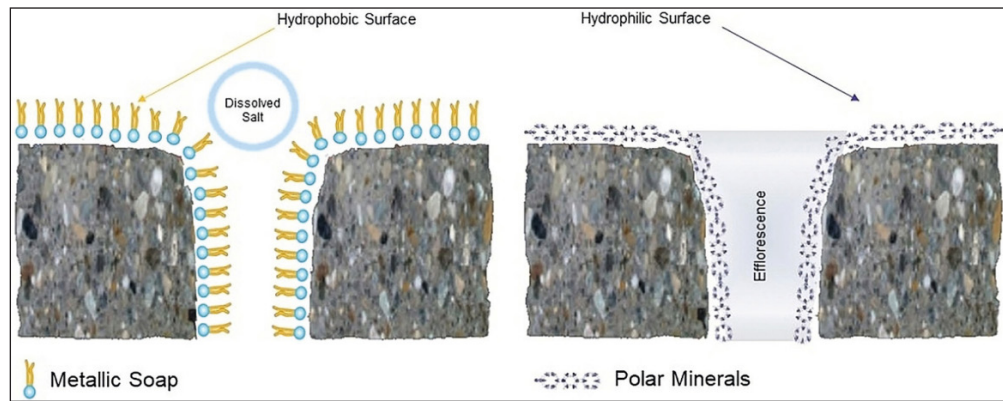 Hydrophobic Surface
Hydrophilic Surface
Dissolved
Salt
Efflorescence
Metallic Soap
Polar Minerals